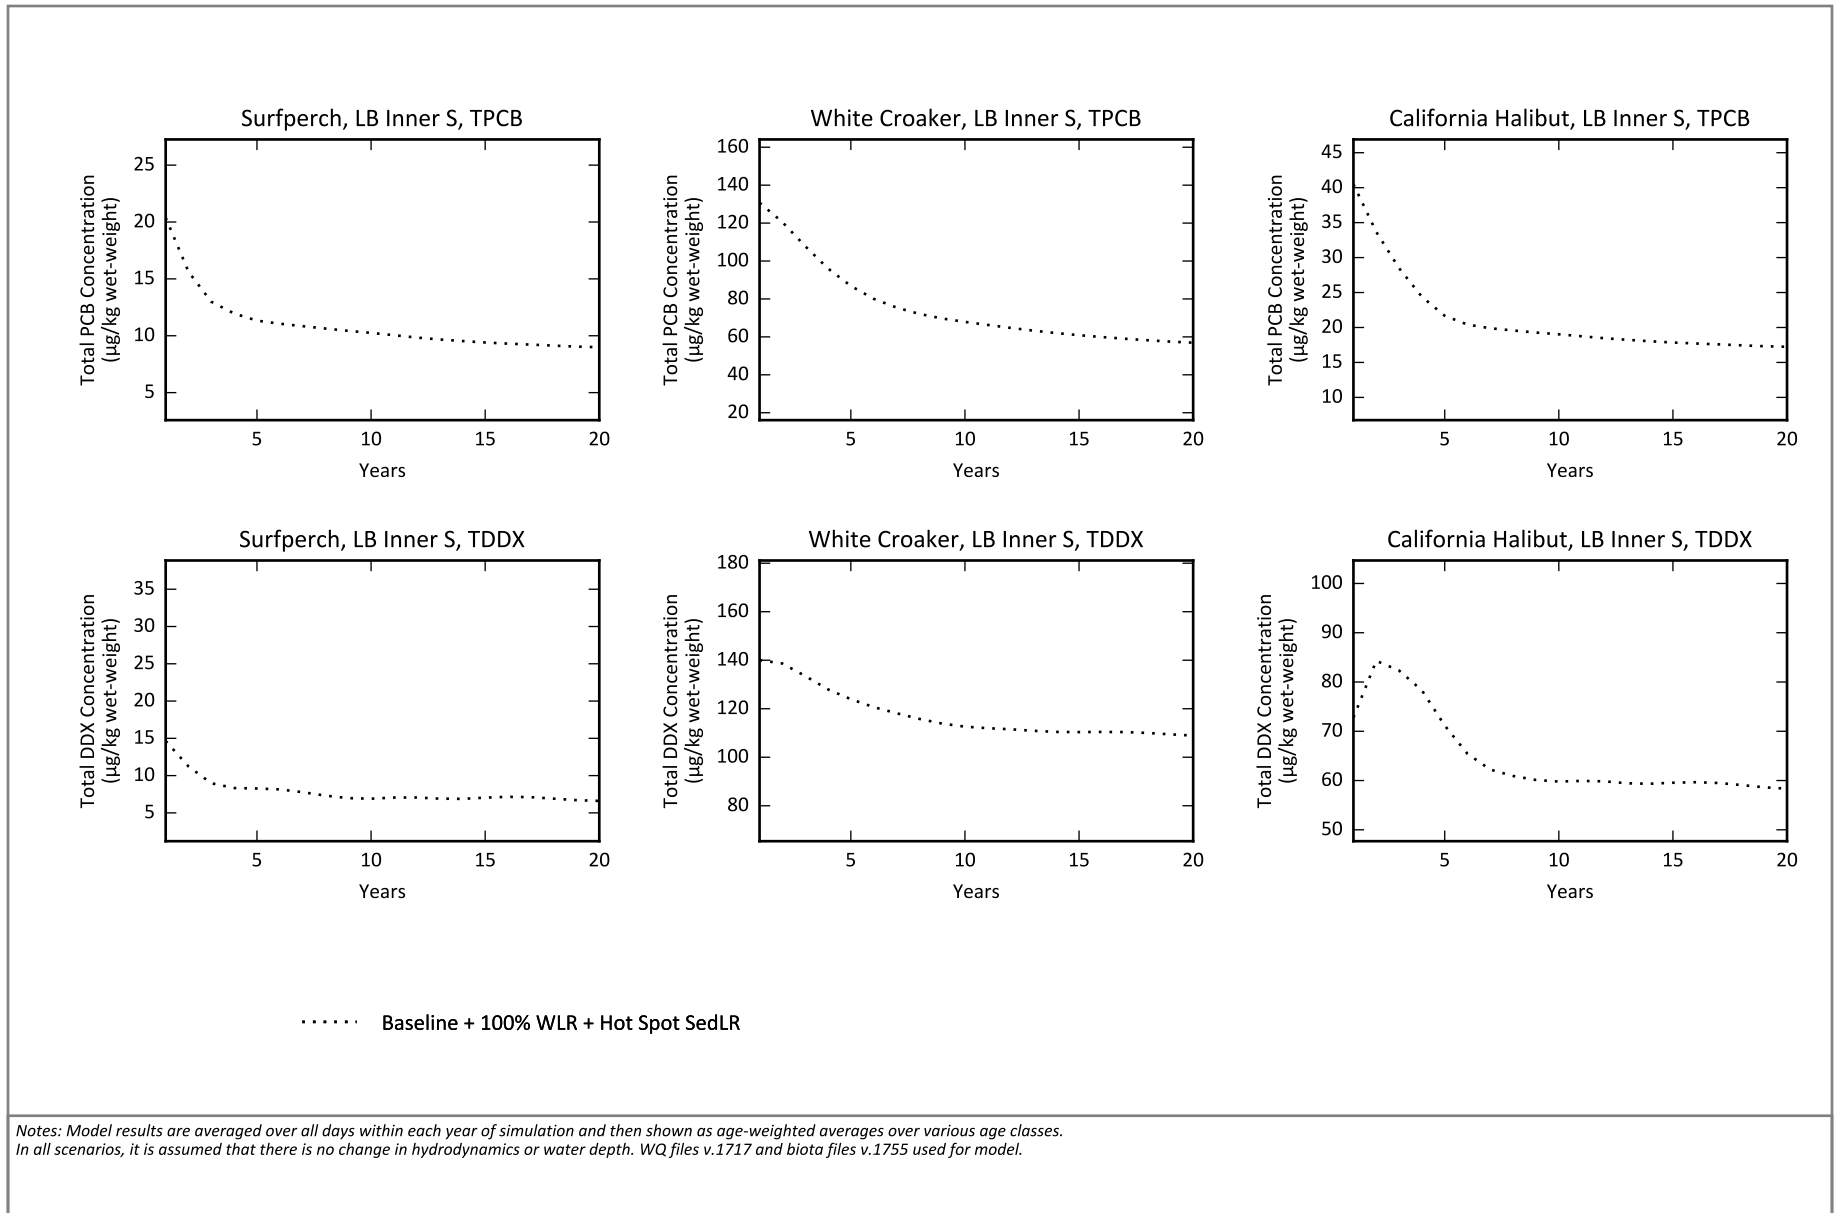 Surfperch, LB Inner S, TPCB
Total PCB Concentration
(µg/kg wet-weight)
25
20
15
10
5
5 10 15 20
Years
White Croaker, LB Inner S, TPCB
Total PCB Concentration
(µg/kg wet-weight)
160
140
120
100
80
60
40
20
5 10 15 20
Years
California Halibut, LB Inner S, TPCB
Total PCB Concentration
(µg/kg wet-weight)
45
40
35
30
25
20
15
10
5 10 15 20
Years
Surfperch, LB Inner S, TDDX
Total DDX Concentration
(µg/kg wet-weight)
35
30
25
20
15
10
5
5 10 15 20
Years
White Croaker, LB Inner S, TDDX
Total DDX Concentration
(µg/kg wet-weight)
180
160
140
120
100
80
5 10 15 20
Years
California Halibut, LB Inner S, TDDX
Total DDX Concentration
(µg/kg wet-weight)
100
90
80
70
60
50
5 10 15 20
Years
Baseline + 100% WLR + Hot Spot SedLR
Notes: Model results are averaged over all days within each year of simulation and then shown as age-weighted averages over various age classes.
In all scenarios, it is assumed that there is no change in hydrodynamics or water depth. WQ files v.1717 and biota files v.1755 used for model.